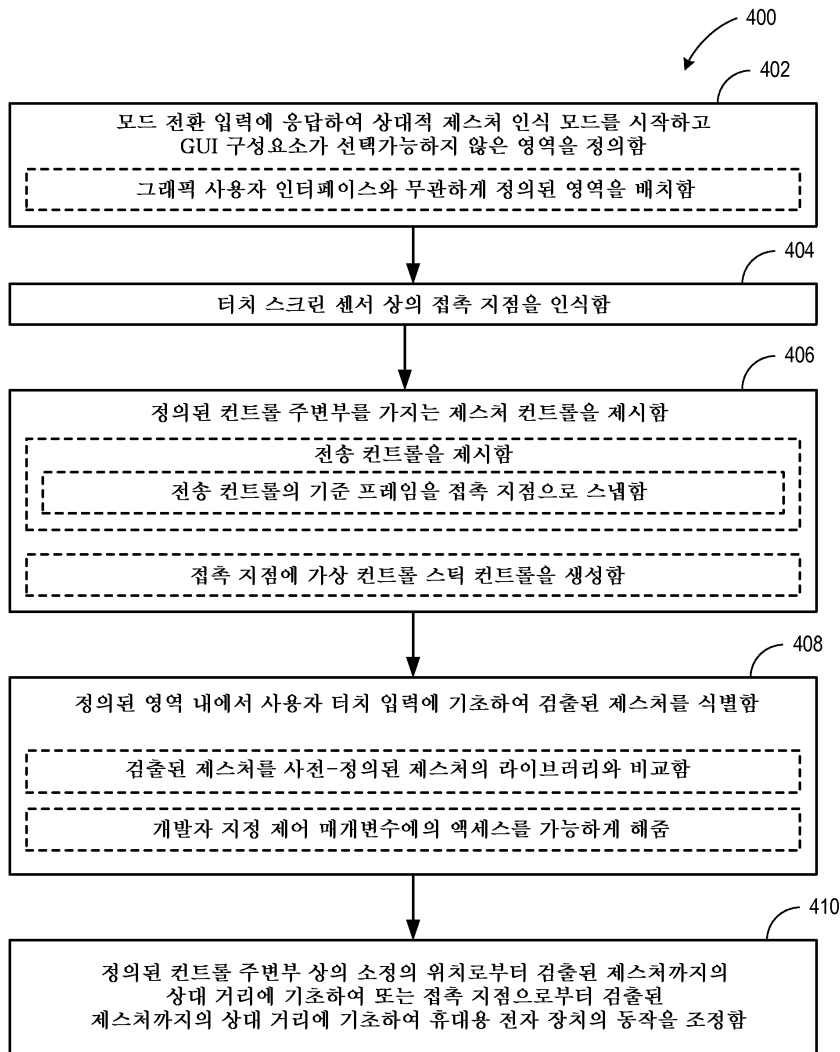 400
402
모드 전환 입력에 응답하여 상대적 제스처 인식 모드를 시작하고
GUI 구성요소가 선택가능하지 않은 영역을 정의함
그래픽 사용자 인터페이스와 무관하게 정의된 영역을 배치함
404
터치 스크린 센서 상의 접촉 지점을 인식함
406
정의된 컨트롤 주변부를 가지는 제스처 컨트롤을 제시함
전송 컨트롤을 제시함
전송 컨트롤의 기준 프레임을 접촉 지점으로 스냅함
접촉 지점에 가상 컨트롤 스틱 컨트롤을 생성함
408
정의된 영역 내에서 사용자 터치 입력에 기초하여 검출된 제스처를 식별함
검출된 제스처를 사전-정의된 제스처의 라이브러리와 비교함
개발자 지정 제어 매개변수에의 액세스를 가능하게 해줌
410
정의된 컨트롤 주변부 상의 소정의 위치로부터 검출된 제스처까지의
상대 거리에 기초하여 또는 접촉 지점으로부터 검출된
제스처까지의 상대 거리에 기초하여 휴대용 전자 장치의 동작을 조정함